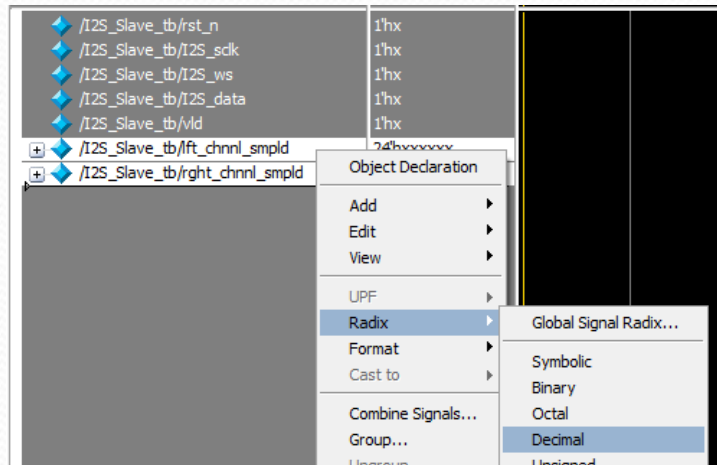 /I2S_Slave_tb/rst_n 1'hx
/I2S_Slave_tb/I2S_sclk 1'hx
/I2S_Slave_tb/I2S_ws 1'hx
/I2S_Slave_tb/I2S_data 1'hx
/I2S_Slave_tb/vld 1'hx
/I2S_Slave_tb/lft_chnnl_smpld 24'hxxxxxx
/I2S_Slave_tb/rght_chnnl_smpld
Object Declaration
Add
Edit
View
UPF
Radix
Format
Cast to
Combine Signals...
Group...
Ungroup
Global Signal Radix...
Symbolic
Binary
Octal
Decimal
Unsigned